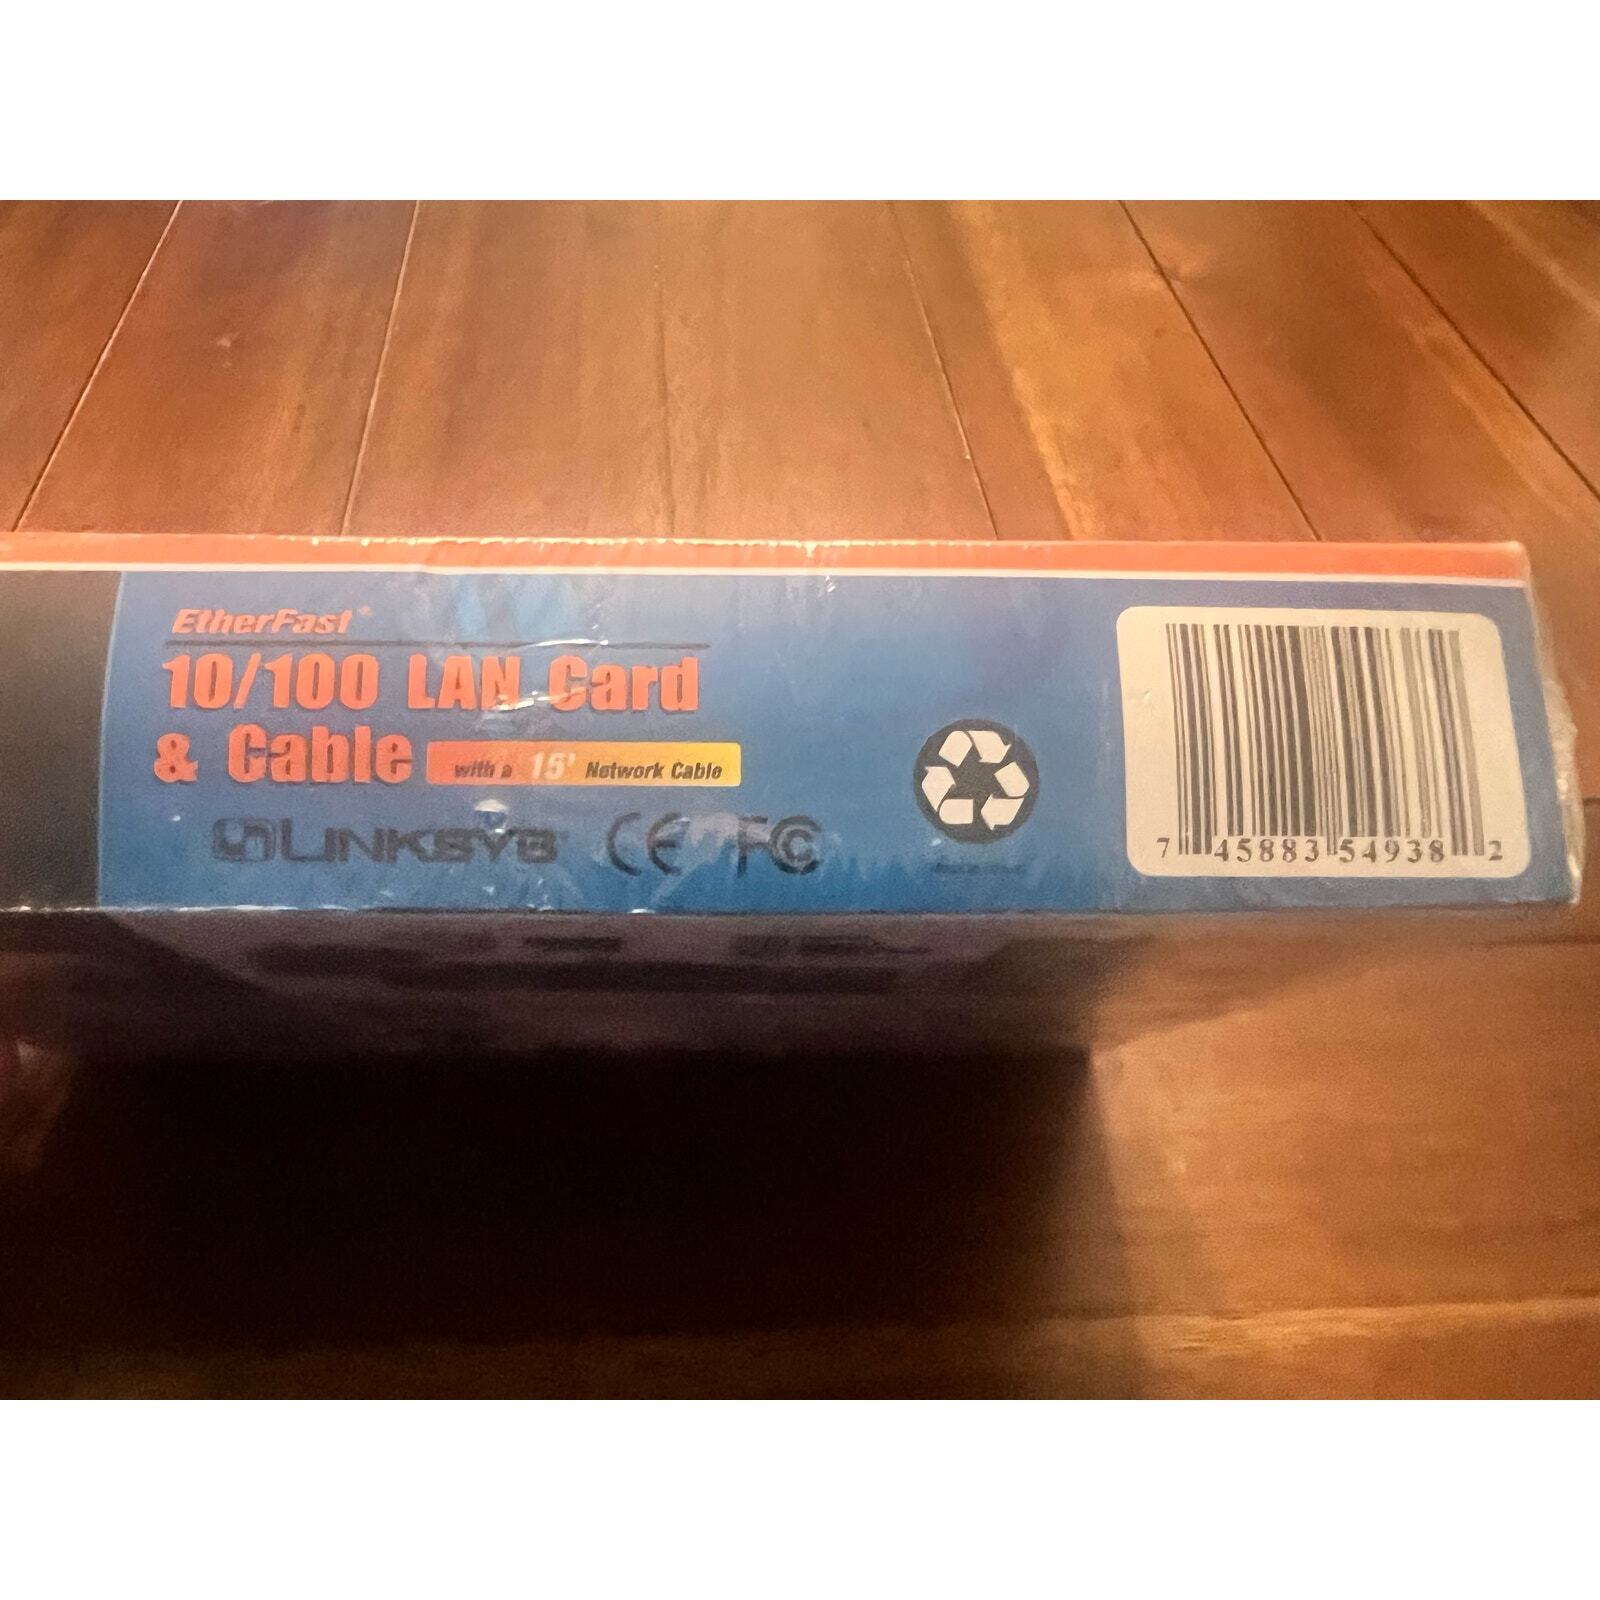 EtherFast®
10/100 LAN Card
& Cable with a 15' Network Cable
LINKSYS CE FC
7 45883 54938 2